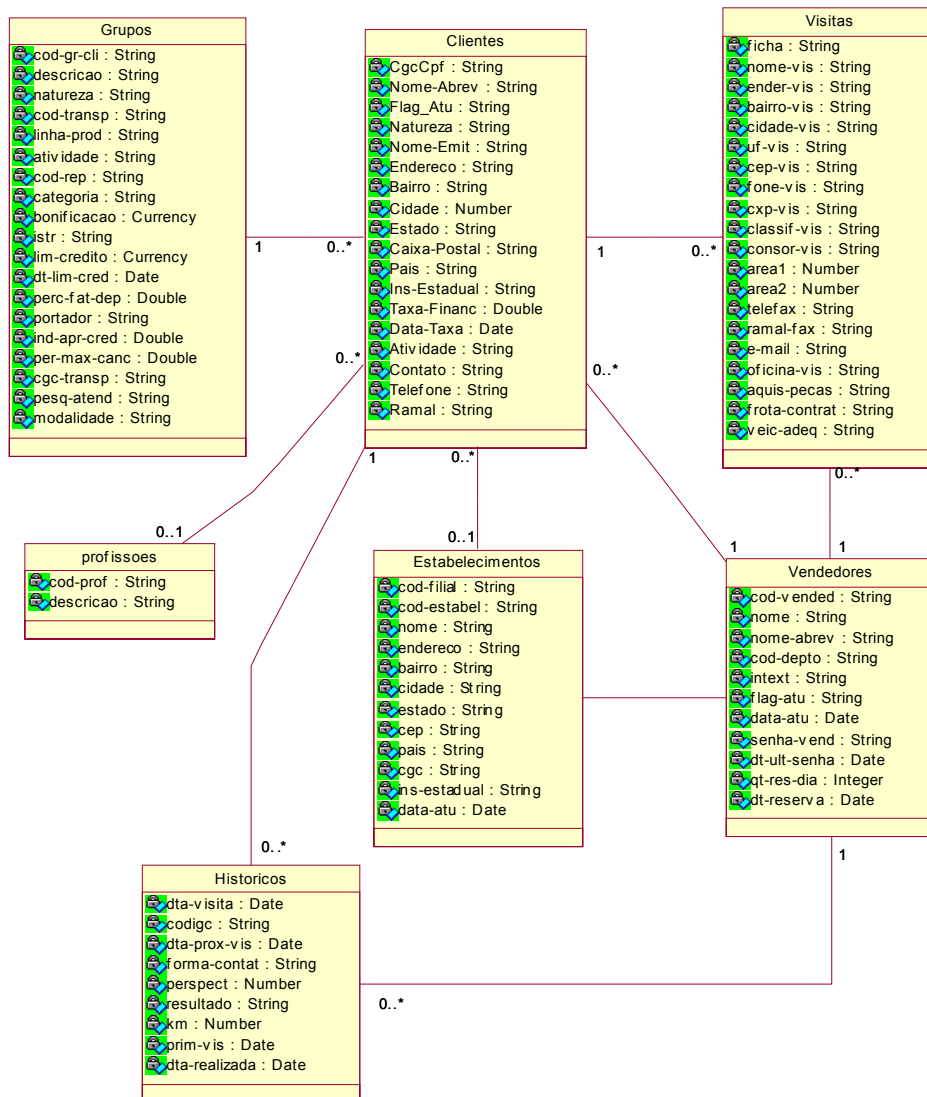 Grupos
cod-gr-cli : String
descricao : String
natureza : String
cod-transp : String
linha-prod : String
atividade : String
cod-rep : String
categoria : String
bonificacao : Currency
istr : String
lim-credito : Currency
dt-lim-cred : Date
perc-fat-dep : Double
portador : String
ind-apr-cred : Double
per-max-canc : Double
cgc-transp : String
pesq-atend : String
modalidade : String
Clientes
CgcCpf : String
Nome-Abrev : String
Flag_Atu : String
Natureza : String
Nome-Emit : String
Endereco : String
Bairro : String
Cidade : Number
Estado : String
Caixa-Postal : String
Pais : String
Ins-Estadual : String
Taxa-Financ : Double
Data-Taxa : Date
Atividade : String
Contato : String
Telefone : String
Ramal : String
Visitas
ficha : String
nome-vis : String
ender-vis : String
bairro-vis : String
cidade-vis : String
uf-vis : String
cep-vis : String
fone-vis : String
cxp-vis : String
classif-vis : String
consor-vis : String
area1 : Number
area2 : Number
telefax : String
ramal-fax : String
e-mail : String
oficina-vis : String
aquis-pecas : String
frota-contrat : String
veic-adeq : String
1
0..*
1
0..*
0..*
0..*
1
0..*
0..*
0..1
0..1
1
1
profissoes
cod-prof : String
descricao : String
Estabelecimentos
cod-filial : String
cod-estabel : String
nome : String
endereco : String
bairro : String
cidade : String
estado : String
cep : String
pais : String
cgc : String
ins-estadual : String
data-atu : Date
Vendedores
cod-vended : String
nome : String
nome-abrev : String
cod-depto : String
intext : String
flag-atu : String
data-atu : Date
senha-vend : String
dt-ult-senha : Date
qt-res-dia : Integer
dt-reserva : Date
0..*
1
Historicos
dta-visita : Date
codigc : String
dta-prox-vis : Date
forma-contat : String
perspect : Number
resultado : String
km : Number
prim-vis : Date
dta-realizada : Date
0..*